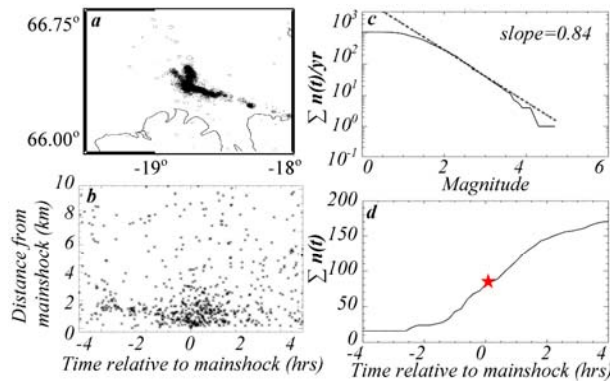 a
66.75°
66.00°
-19° -18°
b
Distance from
mainshock (km)
10
8
6
4
2
0
-4 -2 0 2 4
Time relative to mainshock (hrs)
c
slope=0.84
Σ n(t)/yr
10³
10²
10¹
10⁰
10⁻¹
0 2 4 6 8
Magnitude
d
Σ n(t)
200
150
100
50
0
-4 -2 0 2 4
Time relative to mainshock (hrs)